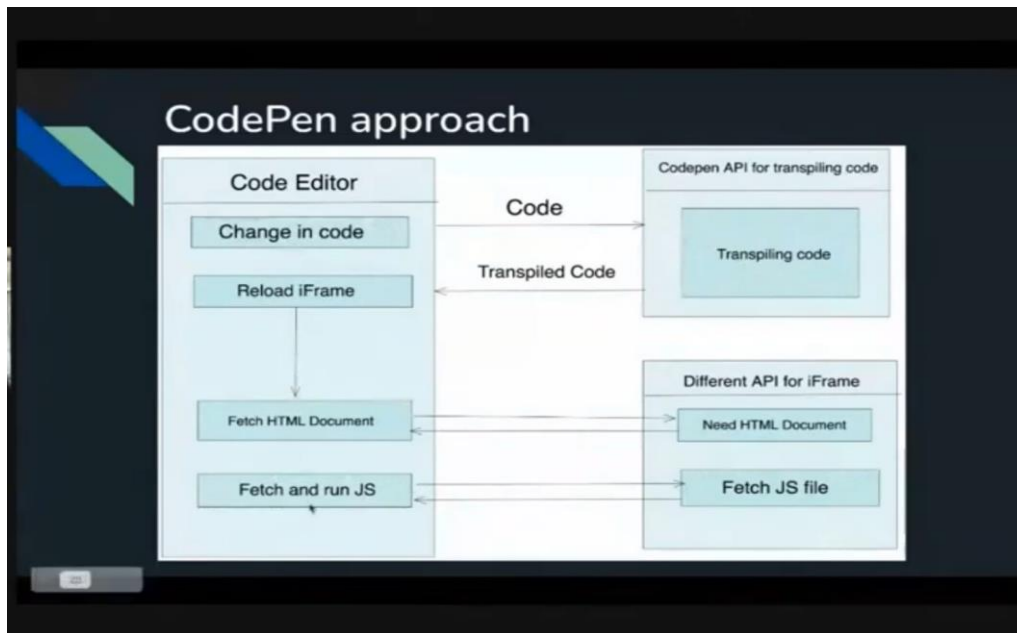 CodePen approach
Code Editor
Change in code
Reload iFrame
Fetch HTML Document
Fetch and run JS
Code
Transpiled Code
Codepen API for transpiling code
Transpiling code
Different API for iFrame
Need HTML Document
Fetch JS file